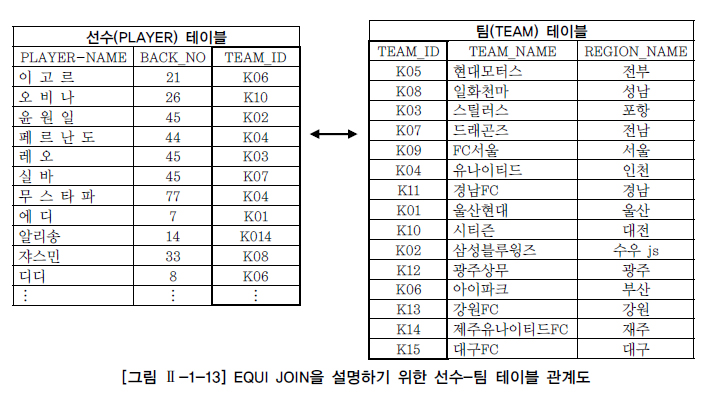 선수(PLAYER) 테이블
PLAYER-NAME BACK_NO TEAM_ID
이 고 르 21 K06
오 비 나 26 K10
윤 원 일 45 K02
페 르 난 도 44 K04
레 오 45 K03
실 바 45 K07
무 스 타 파 77 K04
에 디 7 K01
알리송 14 K014
쟈스민 33 K08
디디 8 K06
⋮ ⋮ ⋮
팀(TEAM) 테이블
TEAM_ID TEAM_NAME REGION_NAME
K05 현대모터스 전부
K08 일화천마 성남
K03 스틸러스 포항
K07 드래곤즈 전남
K09 FC서울 서울
K04 유나이티드 인천
K11 경남FC 경남
K01 울산현대 울산
K10 시티즌 대전
K02 삼성블루윙즈 수우 js
K12 광주상무 광주
K06 아이파크 부산
K13 강원FC 강원
K14 제주유나이티드FC 재주
K15 대구FC 대구
[그림 Ⅱ-1-13] EQUI JOIN을 설명하기 위한 선수-팀 테이블 관계도